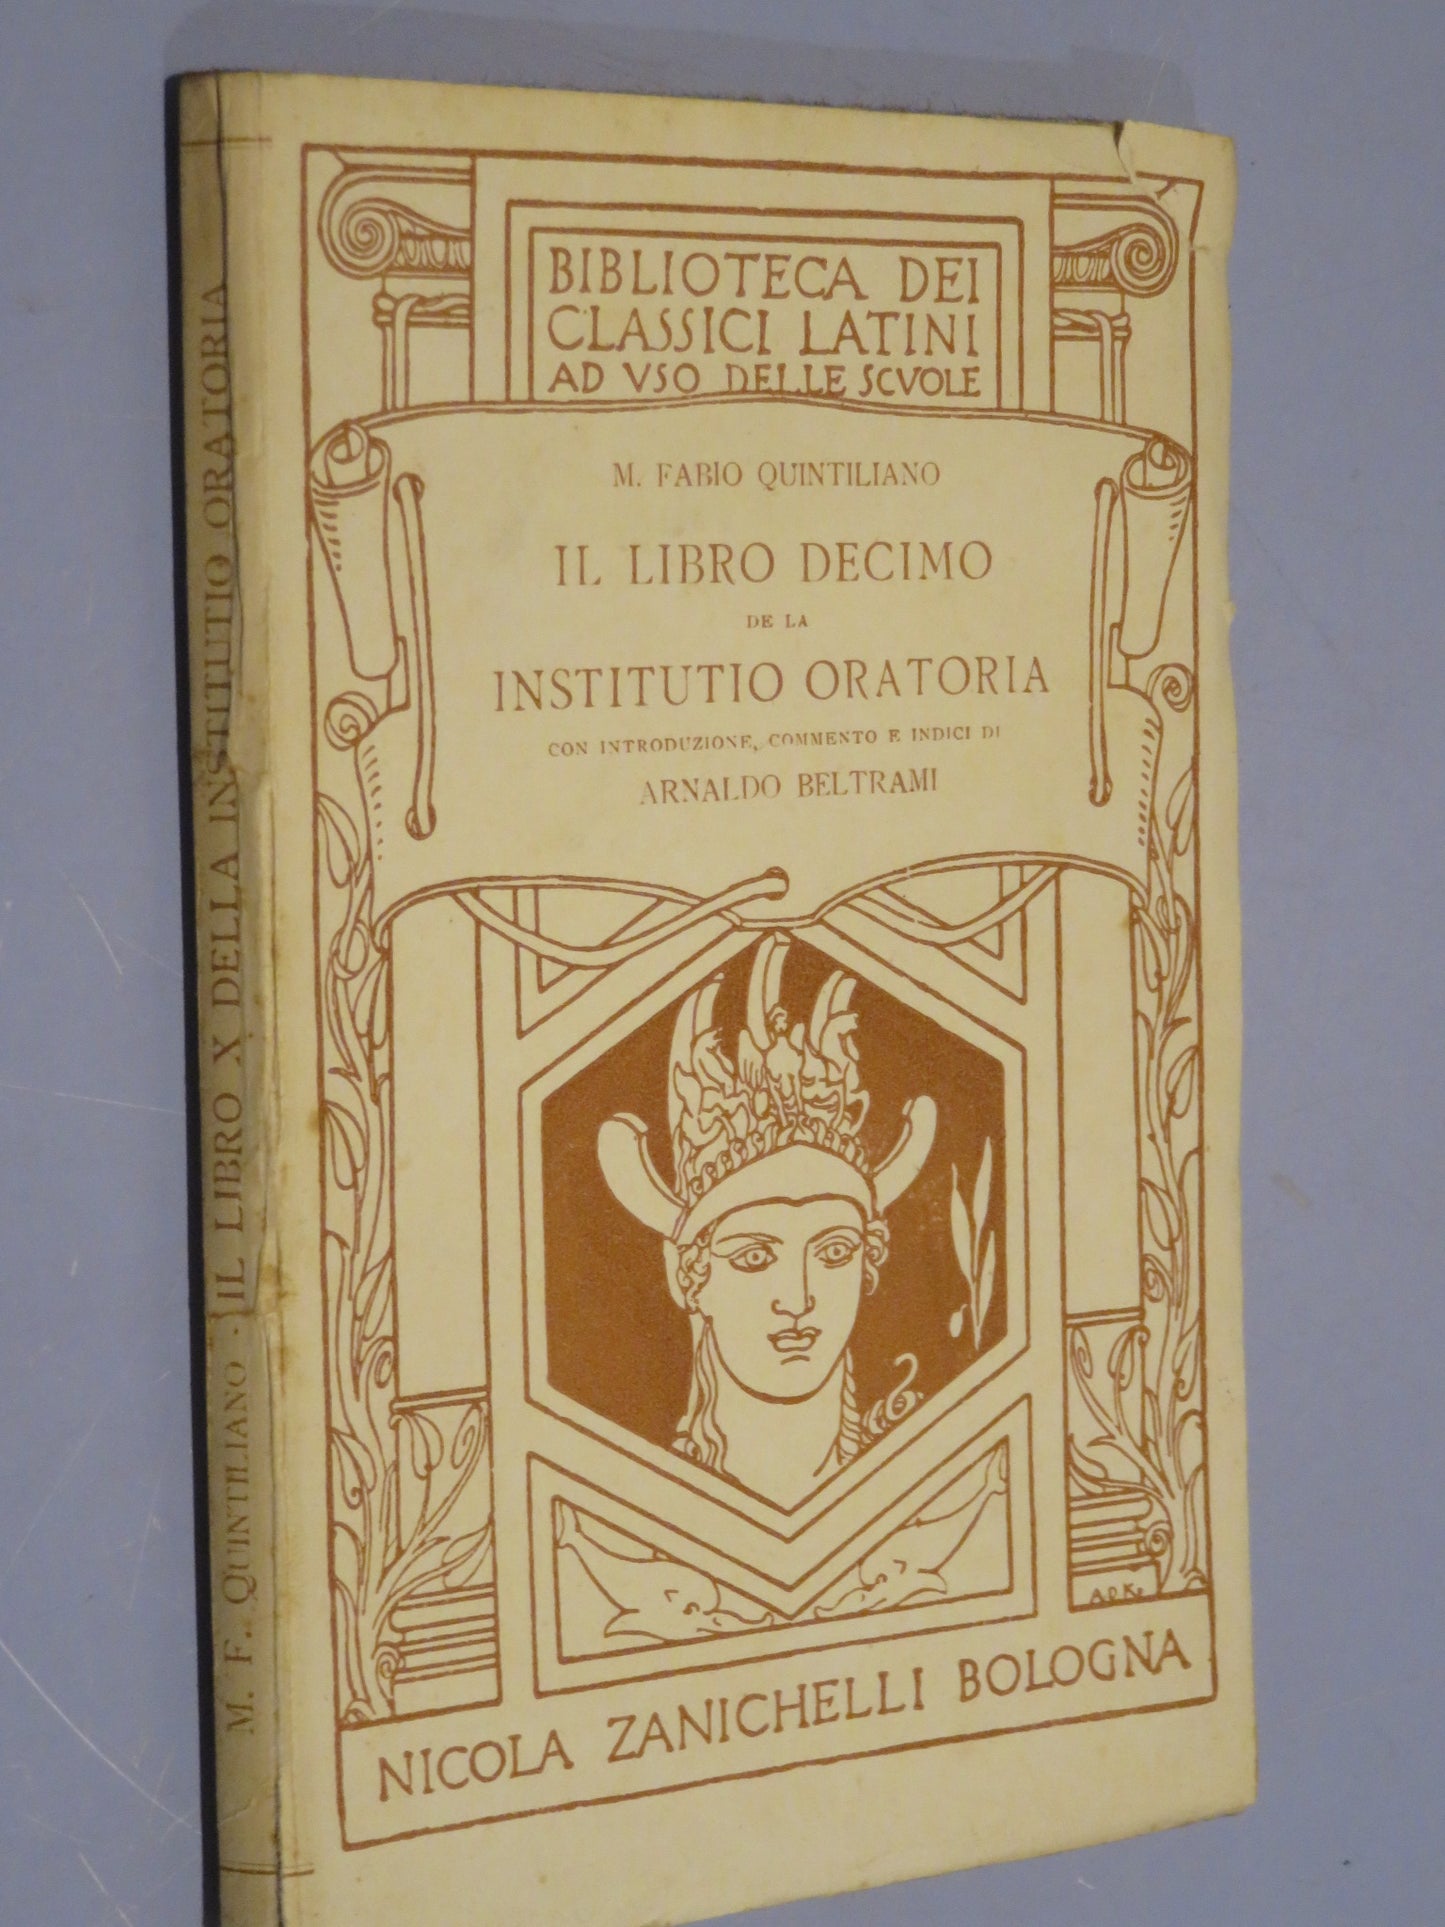 BIBLIOTECA DEI
CLASSICI LATINI
AD VSO DELLE SCVOLE
M. FABIO QUINTILIANO
IL LIBRO DECIMO
DE LA
INSTITUTIO ORATORIA
CON INTRODUZIONE, COMMENTO E INDICI DI
ARNALDO BELTRAMI
NICOLA ZANICHELLI BOLOGNA
M. F. QUINTILIANO · IL LIBRO X DELLA INSTITUTIO ORATORIA